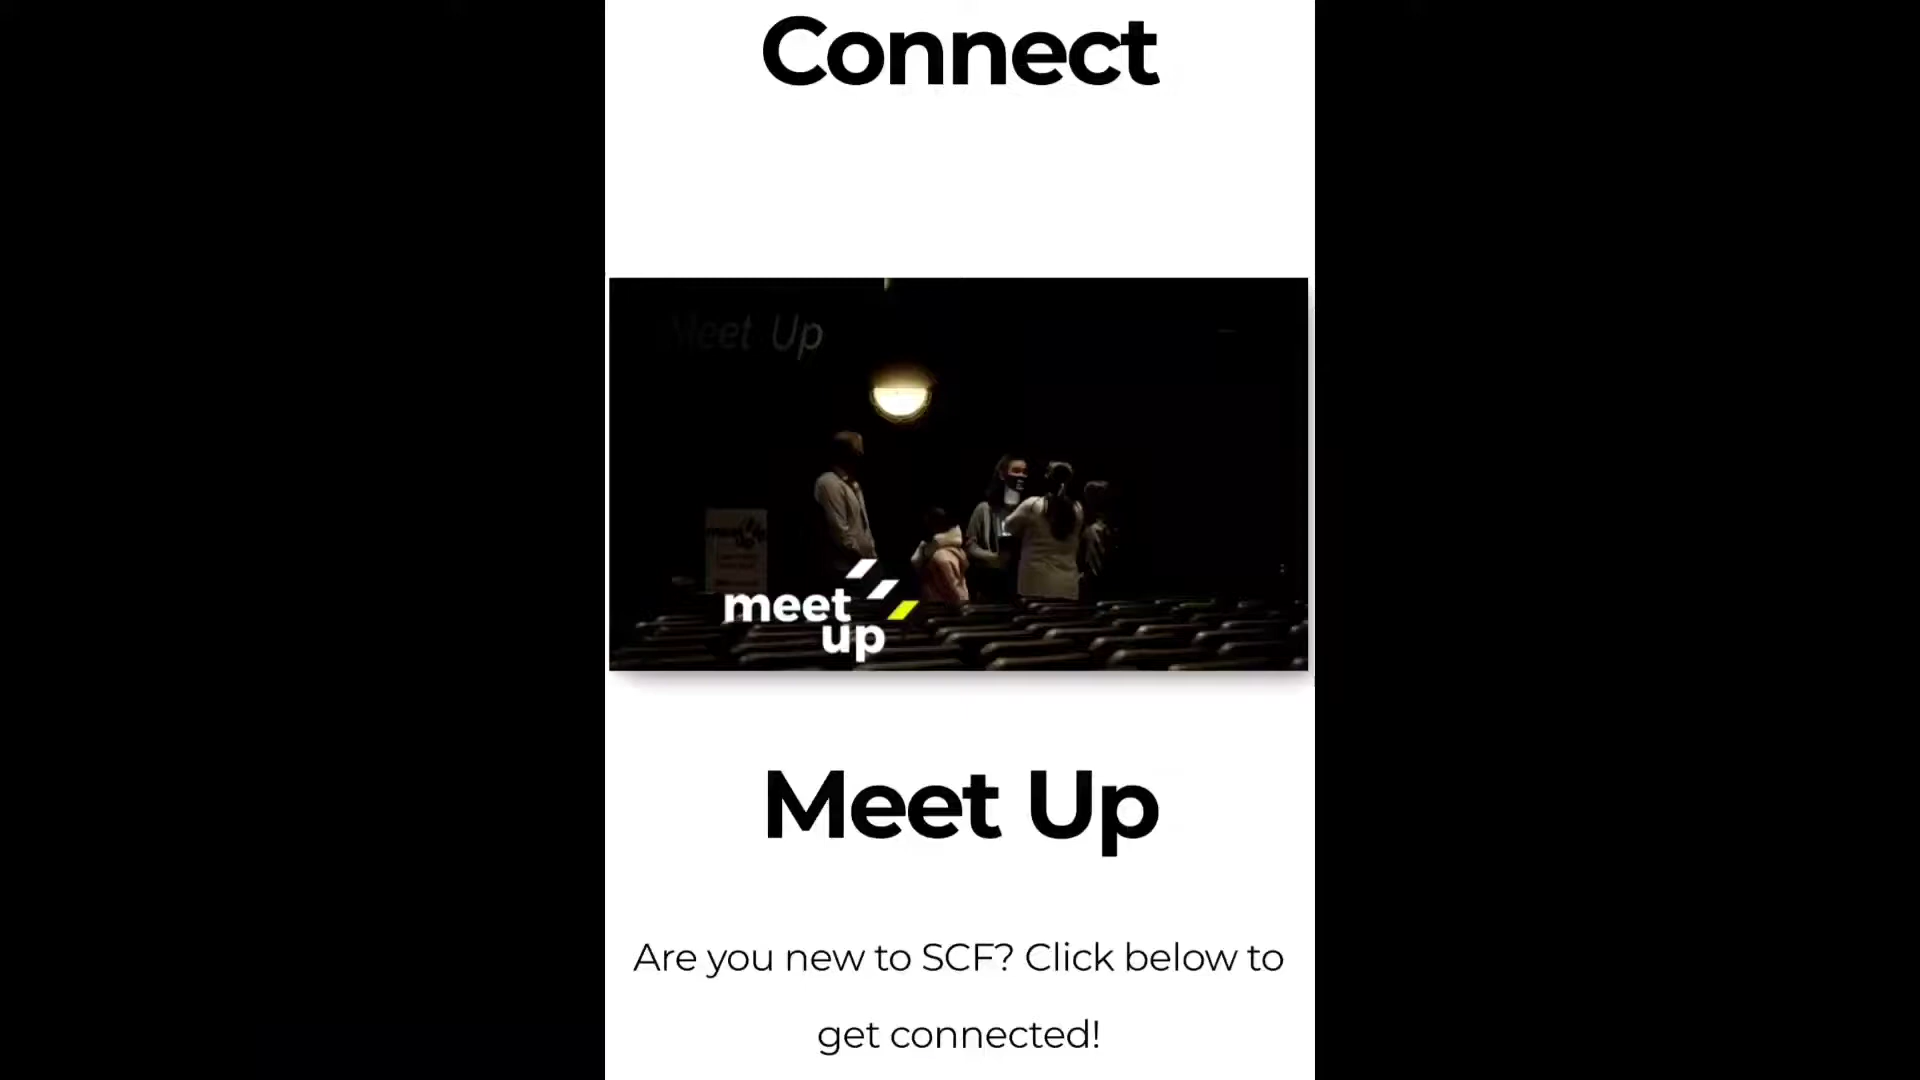 Connect
Meet Up
meet
up
Meet Up
Are you new to SCF? Click below to
get connected!